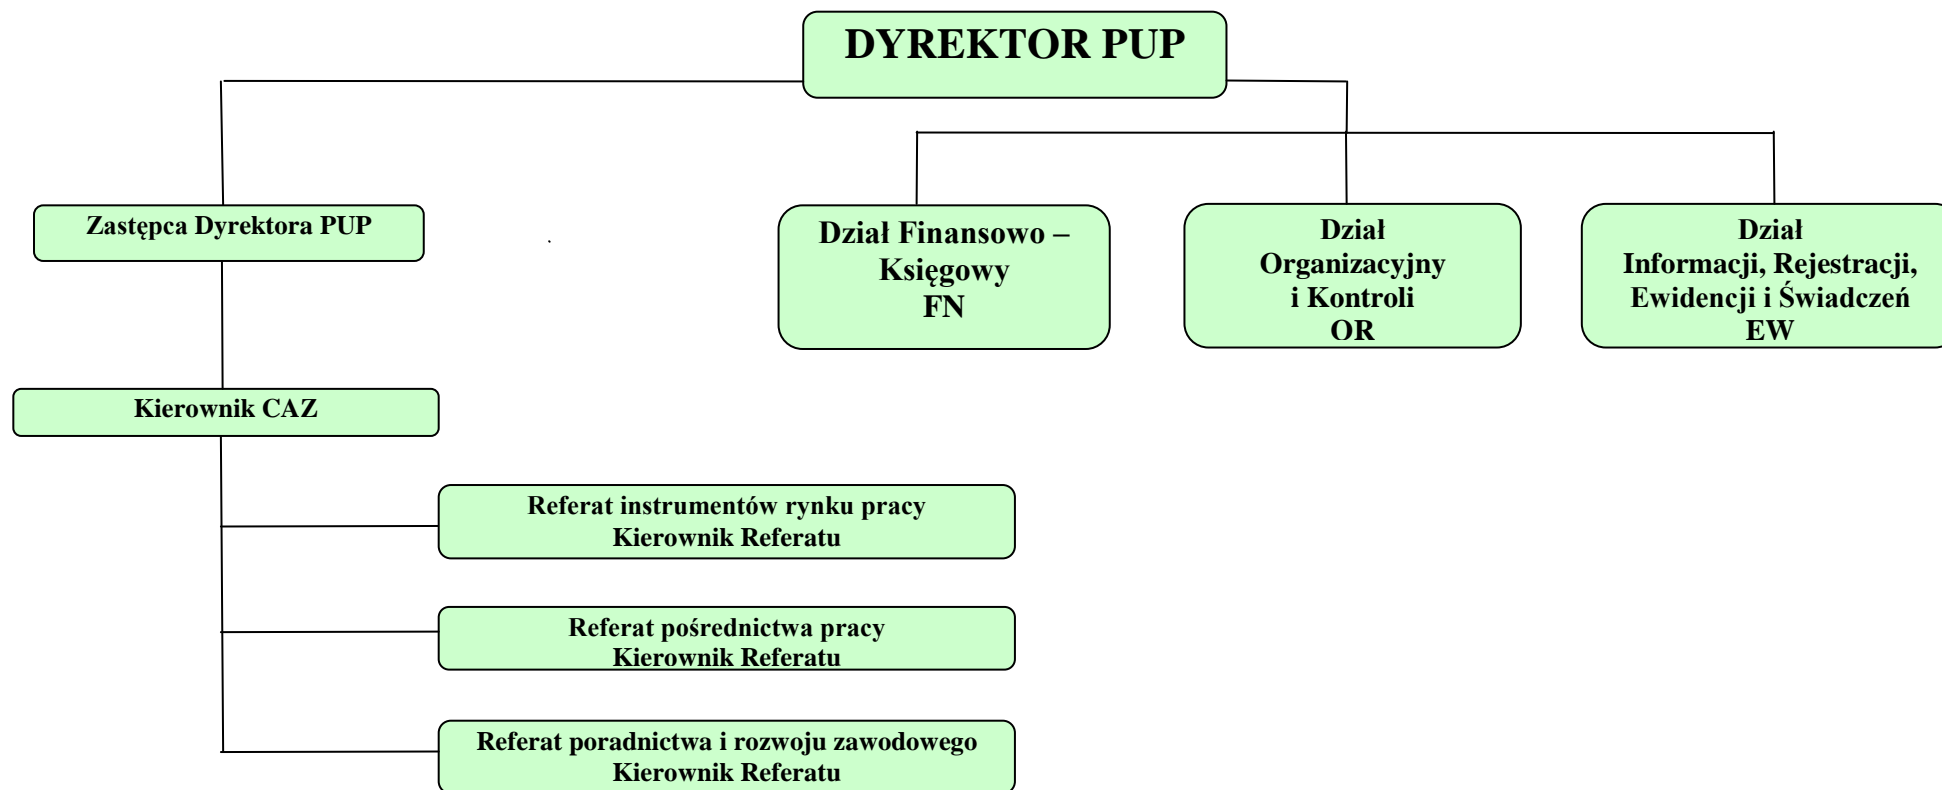 DYREKTOR PUP
Zastępca Dyrektora PUP
Dział Finansowo –
Księgowy
FN
Dział
Organizacyjny
i Kontroli
OR
Dział
Informacji, Rejestracji,
Ewidencji i Świadczeń
EW
Kierownik CAZ
Referat instrumentów rynku pracy
Kierownik Referatu
Referat pośrednictwa pracy
Kierownik Referatu
Referat poradnictwa i rozwoju zawodowego
Kierownik Referatu